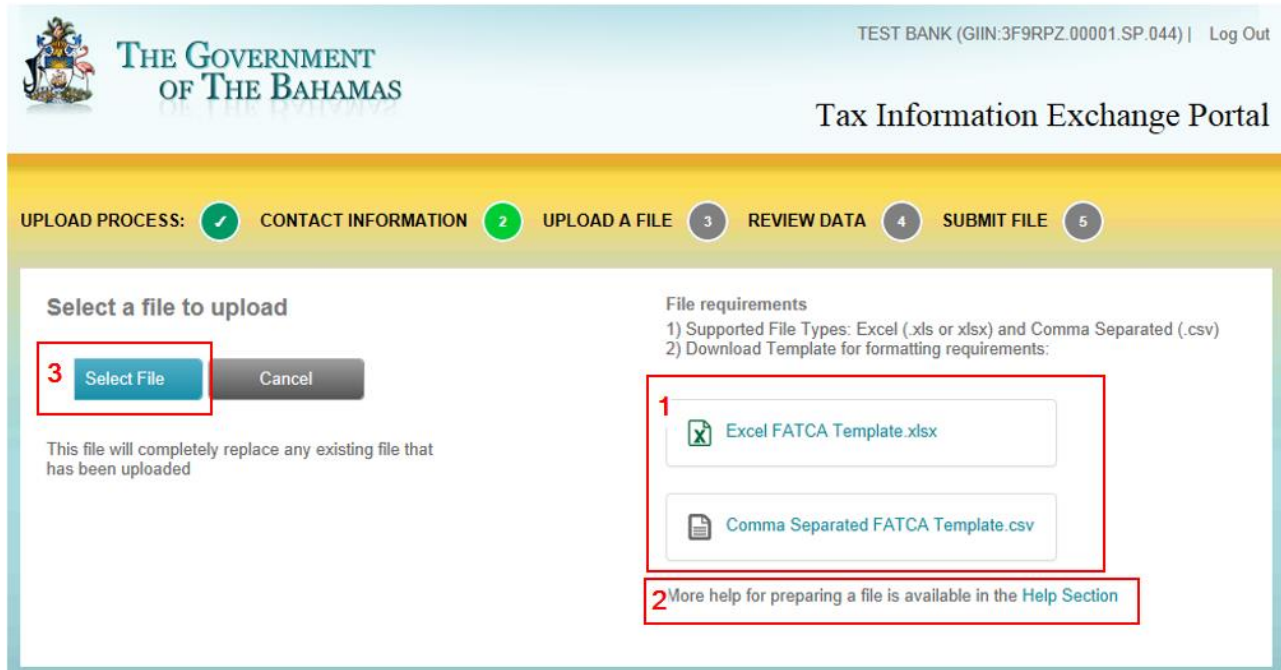 TEST BANK (GIIN:3F9RPZ.00001.SP.044) | Log Out
THE GOVERNMENT
OF THE BAHAMAS
Tax Information Exchange Portal
UPLOAD PROCESS: ✓ CONTACT INFORMATION 2 UPLOAD A FILE 3 REVIEW DATA 4 SUBMIT FILE 5
Select a file to upload
3 Select File Cancel
This file will completely replace any existing file that
has been uploaded
File requirements
1) Supported File Types: Excel (.xls or xlsx) and Comma Separated (.csv)
2) Download Template for formatting requirements:
1
Excel FATCA Template.xlsx
Comma Separated FATCA Template.csv
2 More help for preparing a file is available in the Help Section